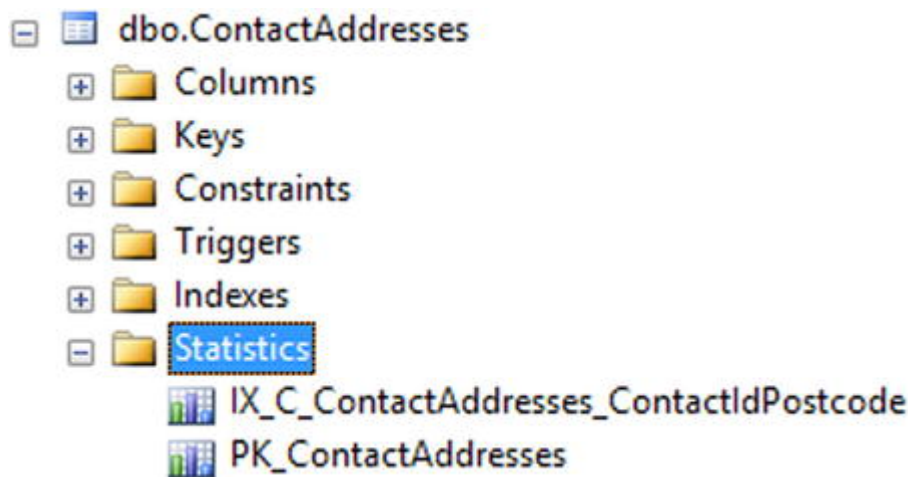 dbo.ContactAddresses
Columns
Keys
Constraints
Triggers
Indexes
Statistics
IX_C_ContactAddresses_ContactIdPostcode
PK_ContactAddresses